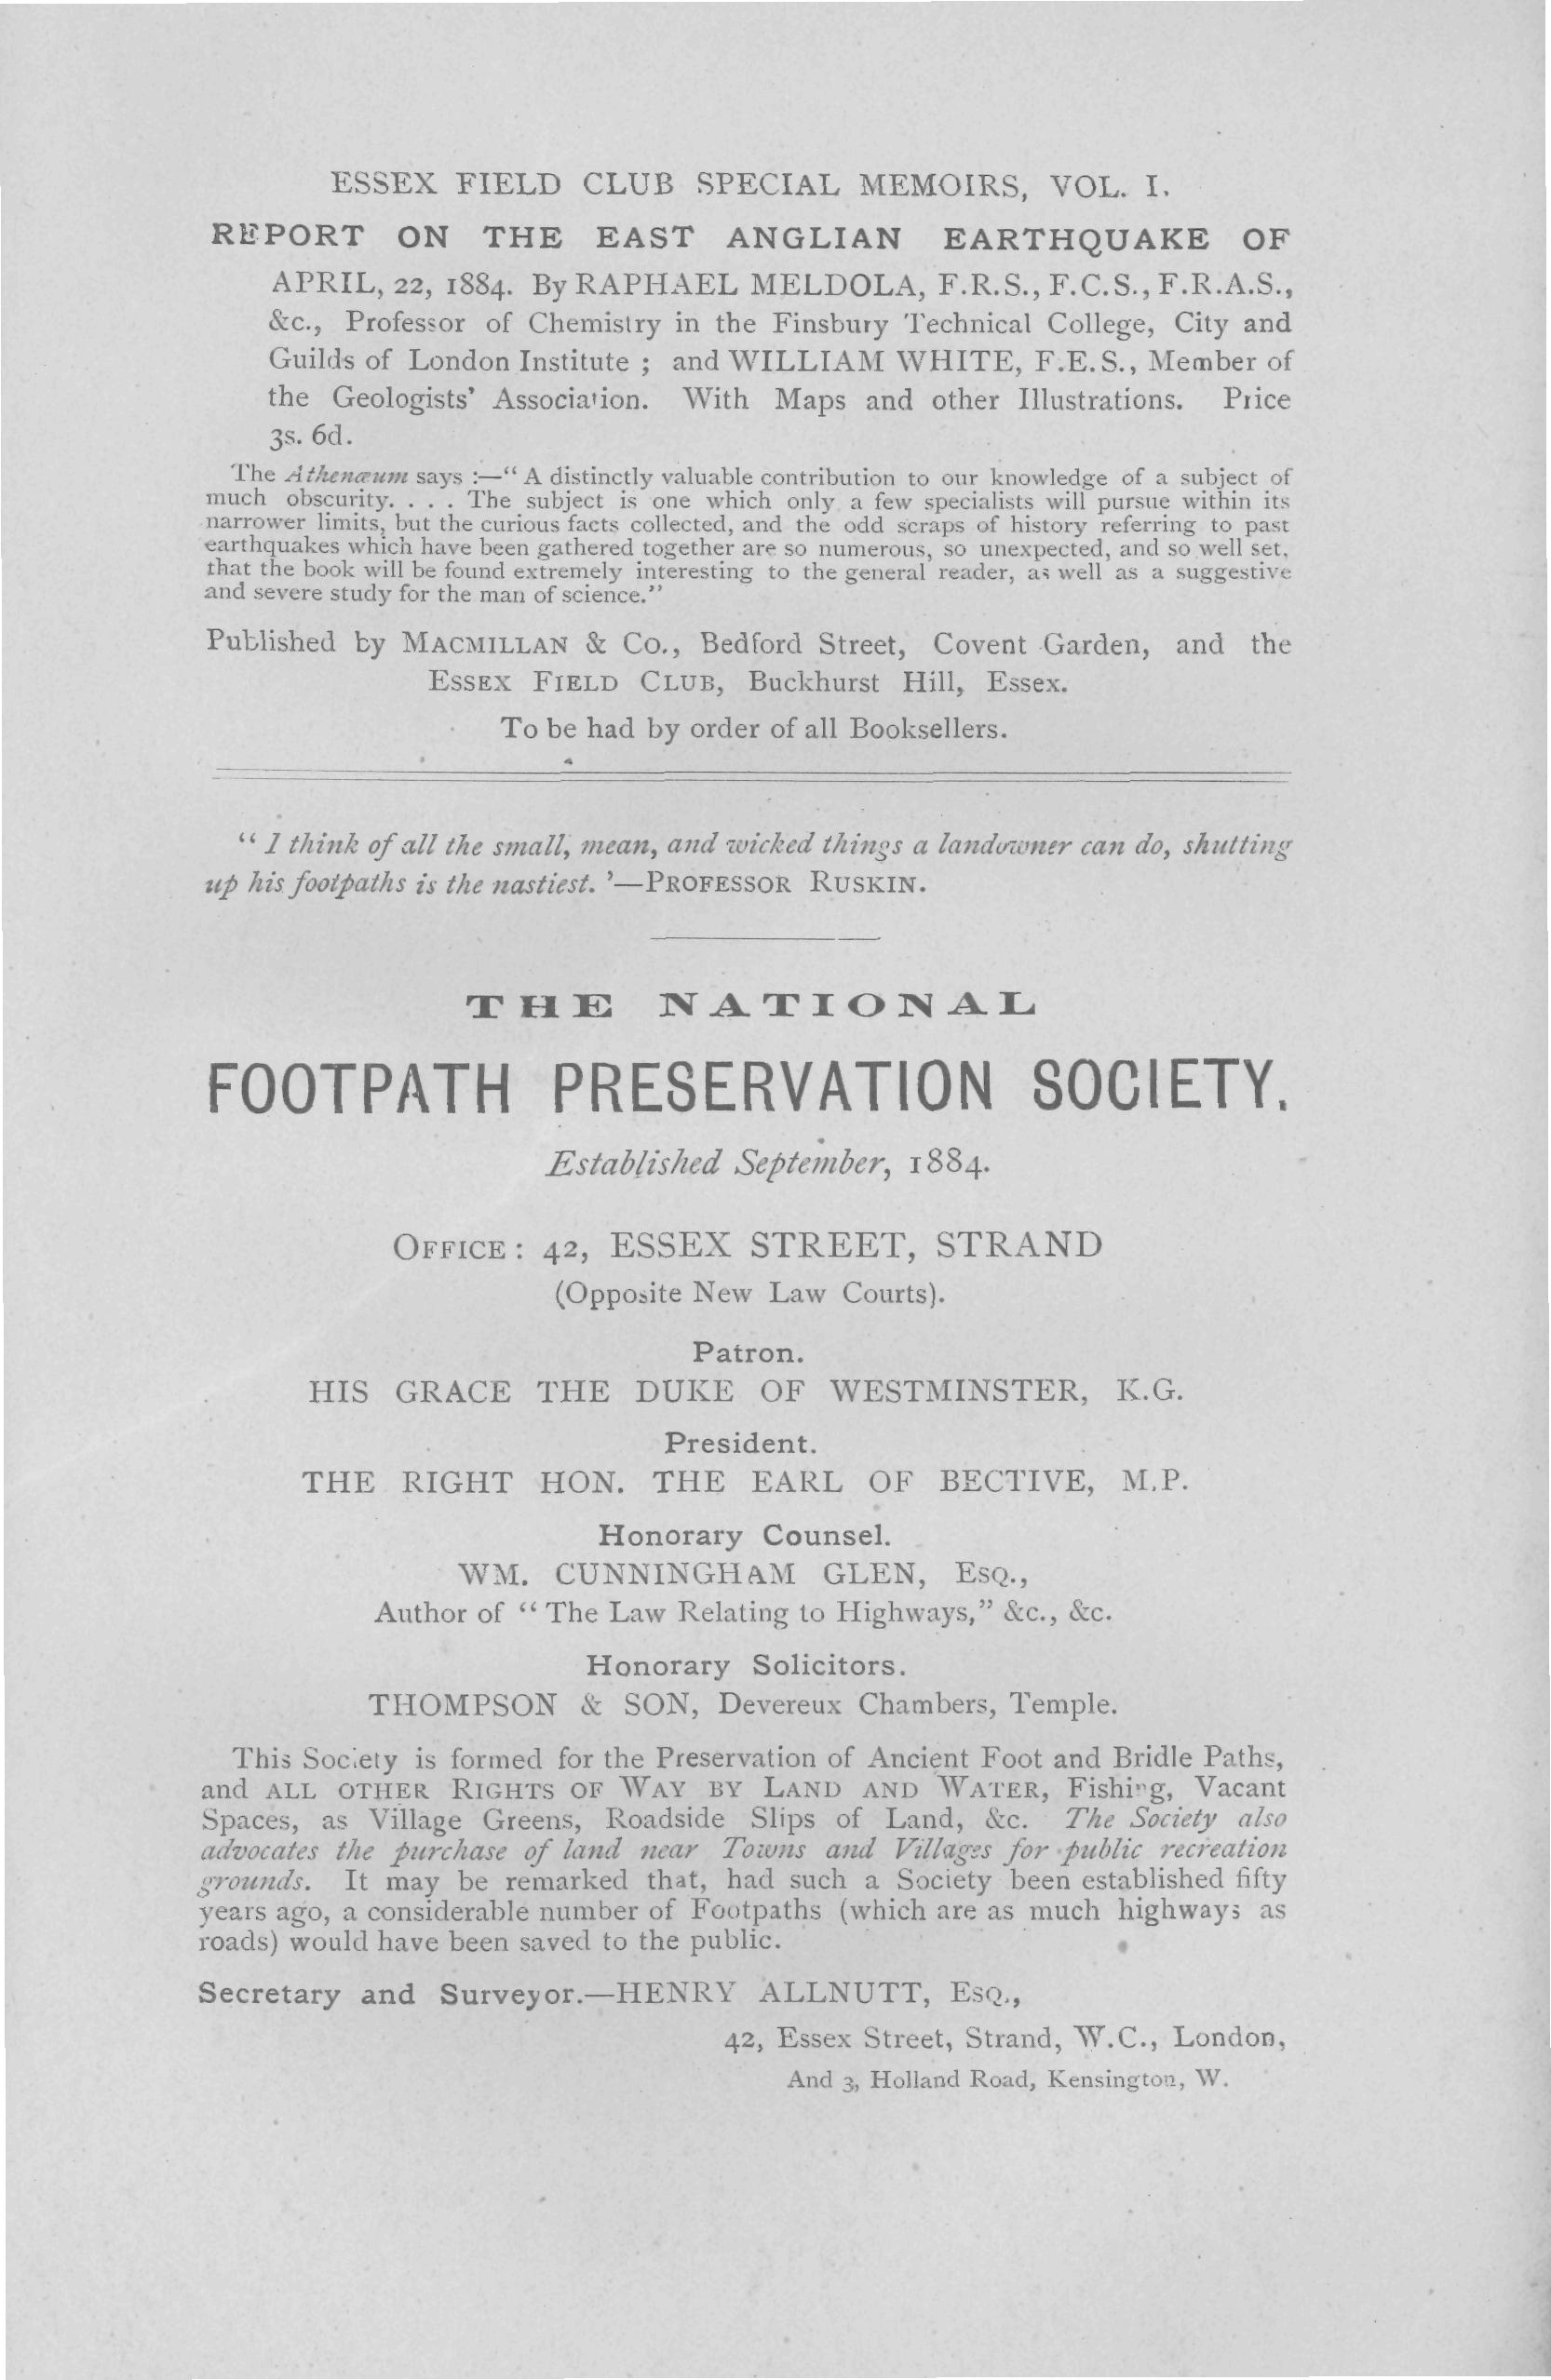 ESSEX FIELD CLUB SPECIAL MEMOIRS, VOL. I.
REPORT ON THE EAST ANGLIAN EARTHQUAKE OF
APRIL, 22, 1884. By RAPHAEL MELDOLA, F.R.S., F.C.S., F.R.A.S.,
&c., Professor of Chemistry in the Finsbury Technical College, City and
Guilds of London Institute ; and WILLIAM WHITE, F.E.S., Member of
the Geologists' Association. With Maps and other Illustrations. Price
3s. 6d.
The Athenæum says :—" A distinctly valuable contribution to our knowledge of a subject of
much obscurity. . . . The subject is one which only a few specialists will pursue within its
narrower limits, but the curious facts collected, and the odd scraps of history referring to past
earthquakes which have been gathered together are so numerous, so unexpected, and so well set.
that the book will be found extremely interesting to the general reader, as well as a suggestive
and severe study for the man of science."
Published by MACMILLAN & CO., Bedford Street, Covent Garden, and the
ESSEX FIELD CLUB, Buckhurst Hill, Essex.
To be had by order of all Booksellers.
" I think of all the small, mean, and wicked things a landowner can do, shutting
up his footpaths is the nastiest. '—PROFESSOR RUSKIN.
THE NATIONAL
FOOTPATH PRESERVATION SOCIETY.
Established September, 1884.
OFFICE : 42, ESSEX STREET, STRAND
(Opposite New Law Courts).
Patron.
HIS GRACE THE DUKE OF WESTMINSTER, K.G.
President.
THE RIGHT HON. THE EARL OF BECTIVE, M.P.
Honorary Counsel.
WM. CUNNINGHAM GLEN, ESQ.,
Author of " The Law Relating to Highways," &c., &c.
Honorary Solicitors.
THOMPSON & SON, Devereux Chambers, Temple.
This Society is formed for the Preservation of Ancient Foot and Bridle Paths,
and ALL OTHER RIGHTS OF WAY BY LAND AND WATER, Fishing, Vacant
Spaces, as Village Greens, Roadside Slips of Land, &c. The Society also
advocates the purchase of land near Towns and Villages for public recreation
grounds. It may be remarked that, had such a Society been established fifty
years ago, a considerable number of Footpaths (which are as much highways as
roads) would have been saved to the public.
Secretary and Surveyor.—HENRY ALLNUTT, ESQ.,
42, Essex Street, Strand, W.C., London,
And 3, Holland Road, Kensington, W.